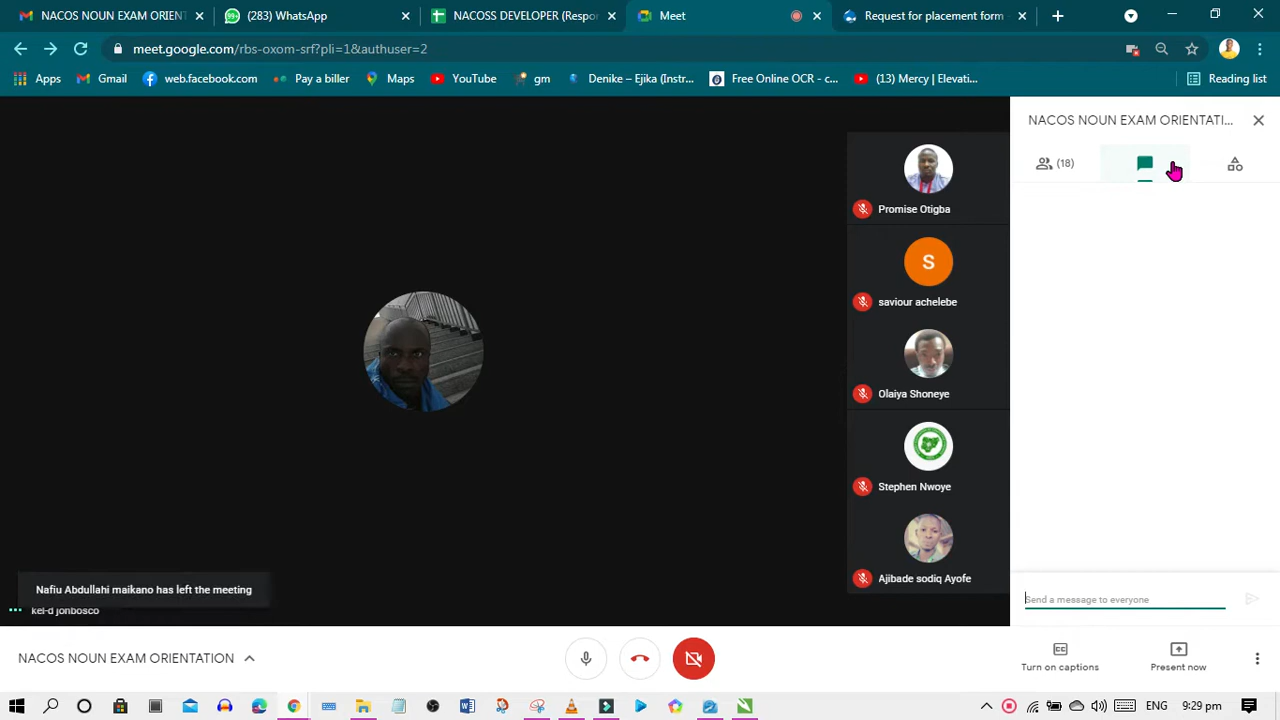 NACOS NOUN EXAM ORIENT
(283) WhatsApp
NACOSS DEVELOPER (Respor
Meet
Request for placement form -
meet.google.com/rbs-oxom-srf?pli=1&authuser=2
Apps
Gmail
web.facebook.com
Pay a biller
Maps
YouTube
gm
Denike – Ejika (Instr...
Free Online OCR - c...
(13) Mercy | Elevati...
Reading list
NACOS NOUN EXAM ORIENTATI...
(18)
Promise Otigba
S
saviour achelebe
Olaiya Shoneye
Stephen Nwoye
Ajibade sodiq Ayofe
Nafiu Abdullahi maikano has left the meeting
kel-d jonbosco
Send a message to everyone
NACOS NOUN EXAM ORIENTATION
Turn on captions
Present now
ENG
9:29 pm